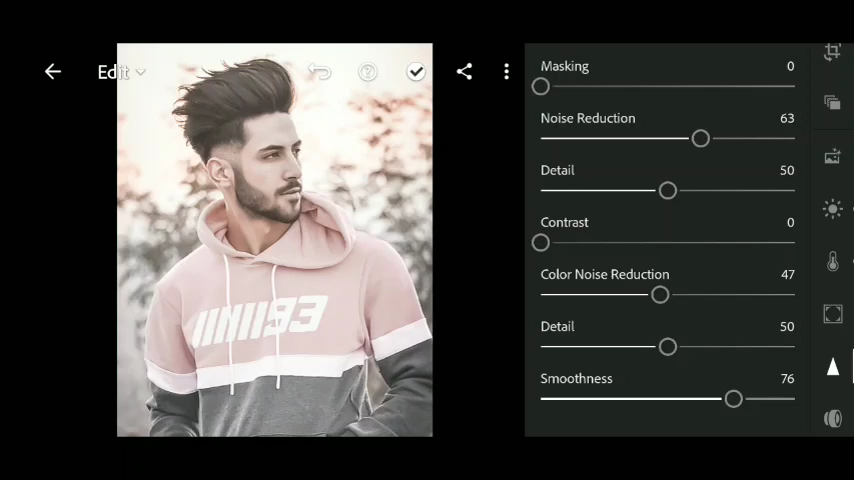 Edit
Masking 0
Noise Reduction 63
Detail 50
Contrast 0
Color Noise Reduction 47
Detail 50
Smoothness 76